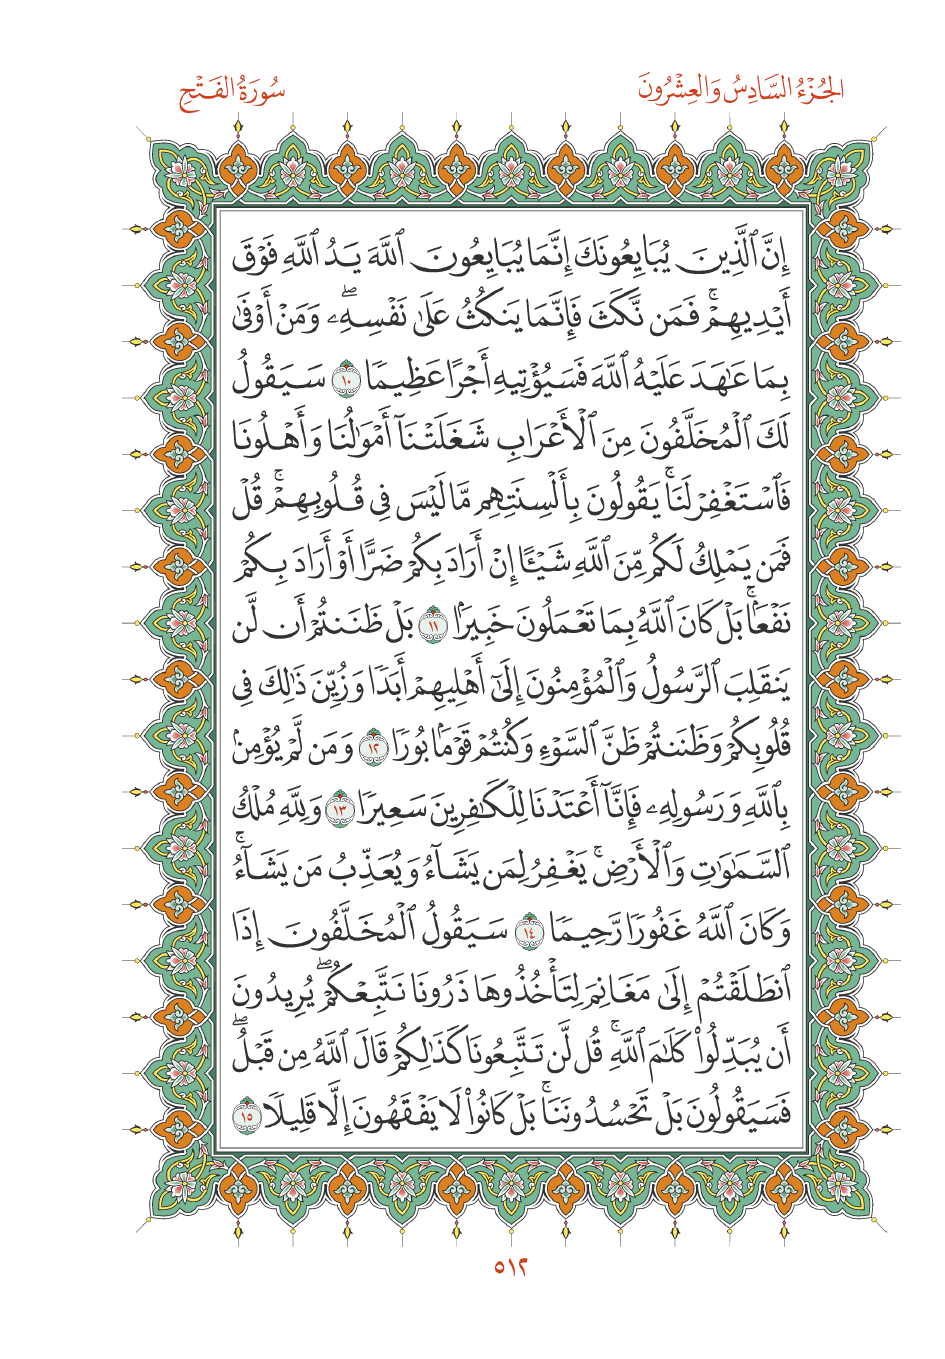 الجُزْءُ السَّادِسُ وَالعِشْرُونَ
سُورَةُ الفَتْحِ
إِنَّ ٱلَّذِينَ يُبَايِعُونَكَ إِنَّمَا يُبَايِعُونَ ٱللَّهَ يَدُ ٱللَّهِ فَوْقَ
أَيْدِيهِمْۚ فَمَن نَّكَثَ فَإِنَّمَا يَنكُثُ عَلَىٰ نَفْسِهِۦۖ وَمَنْ أَوْفَىٰ
بِمَا عَٰهَدَ عَلَيْهُ ٱللَّهَ فَسَيُؤْتِيهِ أَجْرًا عَظِيمًا ١٠ سَيَقُولُ
لَكَ ٱلْمُخَلَّفُونَ مِنَ ٱلْأَعْرَابِ شَغَلَتْنَآ أَمْوَٰلُنَا وَأَهْلُونَا
فَٱسْتَغْفِرْ لَنَاۚ يَقُولُونَ بِأَلْسِنَتِهِم مَّا لَيْسَ فِى قُلُوبِهِمْۚ قُلْ
فَمَن يَمْلِكُ لَكُم مِّنَ ٱللَّهِ شَيْـًٔا إِنْ أَرَادَ بِكُمْ ضَرًّا أَوْ أَرَادَ بِكُمْ
نَفْعَۢاۚ بَلْ كَانَ ٱللَّهُ بِمَا تَعْمَلُونَ خَبِيرَۢا ١١ بَلْ ظَنَنتُمْ أَن لَّن
يَنقَلِبَ ٱلرَّسُولُ وَٱلْمُؤْمِنُونَ إِلَىٰٓ أَهْلِيهِمْ أَبَدًا وَزُيِّنَ ذَٰلِكَ فِى
قُلُوبِكُمْ وَظَنَنتُمْ ظَنَّ ٱلسَّوْءِ وَكُنتُمْ قَوْمَۢا بُورًا ١٢ وَمَن لَّمْ يُؤْمِنۢ
بِٱللَّهِ وَرَسُولِهِۦ فَإِنَّآ أَعْتَدْنَا لِلْكَٰفِرِينَ سَعِيرًا ١٣ وَلِلَّهِ مُلْكُ
ٱلسَّمَٰوَٰتِ وَٱلْأَرْضِۚ يَغْفِرُ لِمَن يَشَآءُ وَيُعَذِّبُ مَن يَشَآءُۚ
وَكَانَ ٱللَّهُ غَفُورًا رَّحِيمًا ١٤ سَيَقُولُ ٱلْمُخَلَّفُونَ إِذَا
ٱنطَلَقْتُمْ إِلَىٰ مَغَانِمَ لِتَأْخُذُوهَا ذَرُونَا نَتَّبِعْكُمْۖ يُرِيدُونَ
أَن يُبَدِّلُوا۟ كَلَٰمَ ٱللَّهِۚ قُل لَّن تَتَّبِعُونَا كَذَٰلِكُمْ قَالَ ٱللَّهُ مِن قَبْلُۖ
فَسَيَقُولُونَ بَلْ تَحْسُدُونَنَاۚ بَلْ كَانُوا۟ لَا يَفْقَهُونَ إِلَّا قَلِيلًا ١٥
٥١٢